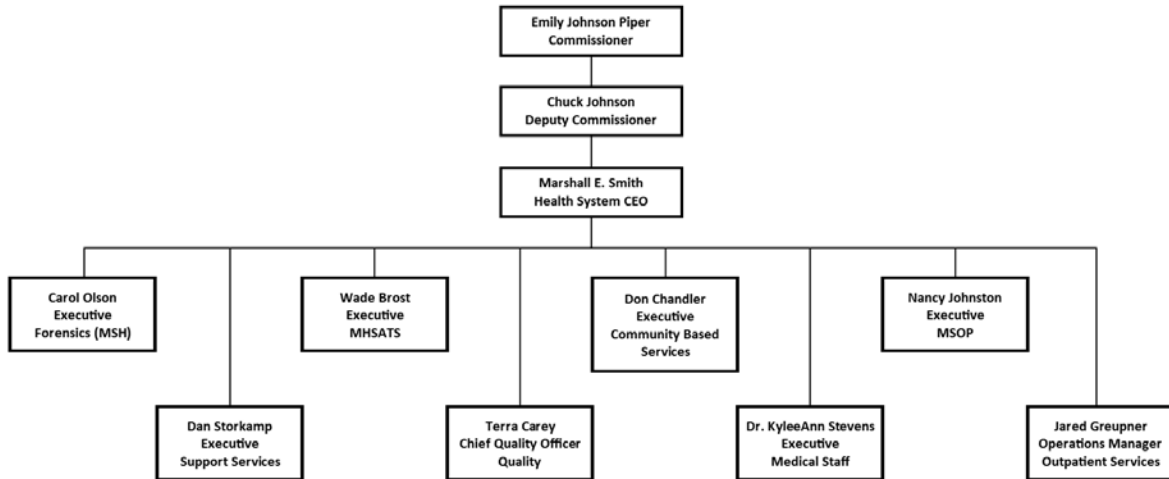 Emily Johnson Piper
Commissioner
Chuck Johnson
Deputy Commissioner
Marshall E. Smith
Health System CEO
Carol Olson
Executive
Forensics (MSH)
Wade Brost
Executive
MHSATS
Don Chandler
Executive
Community Based
Services
Nancy Johnston
Executive
MSOP
Dan Storkamp
Executive
Support Services
Terra Carey
Chief Quality Officer
Quality
Dr. KyleeAnn Stevens
Executive
Medical Staff
Jared Greupner
Operations Manager
Outpatient Services